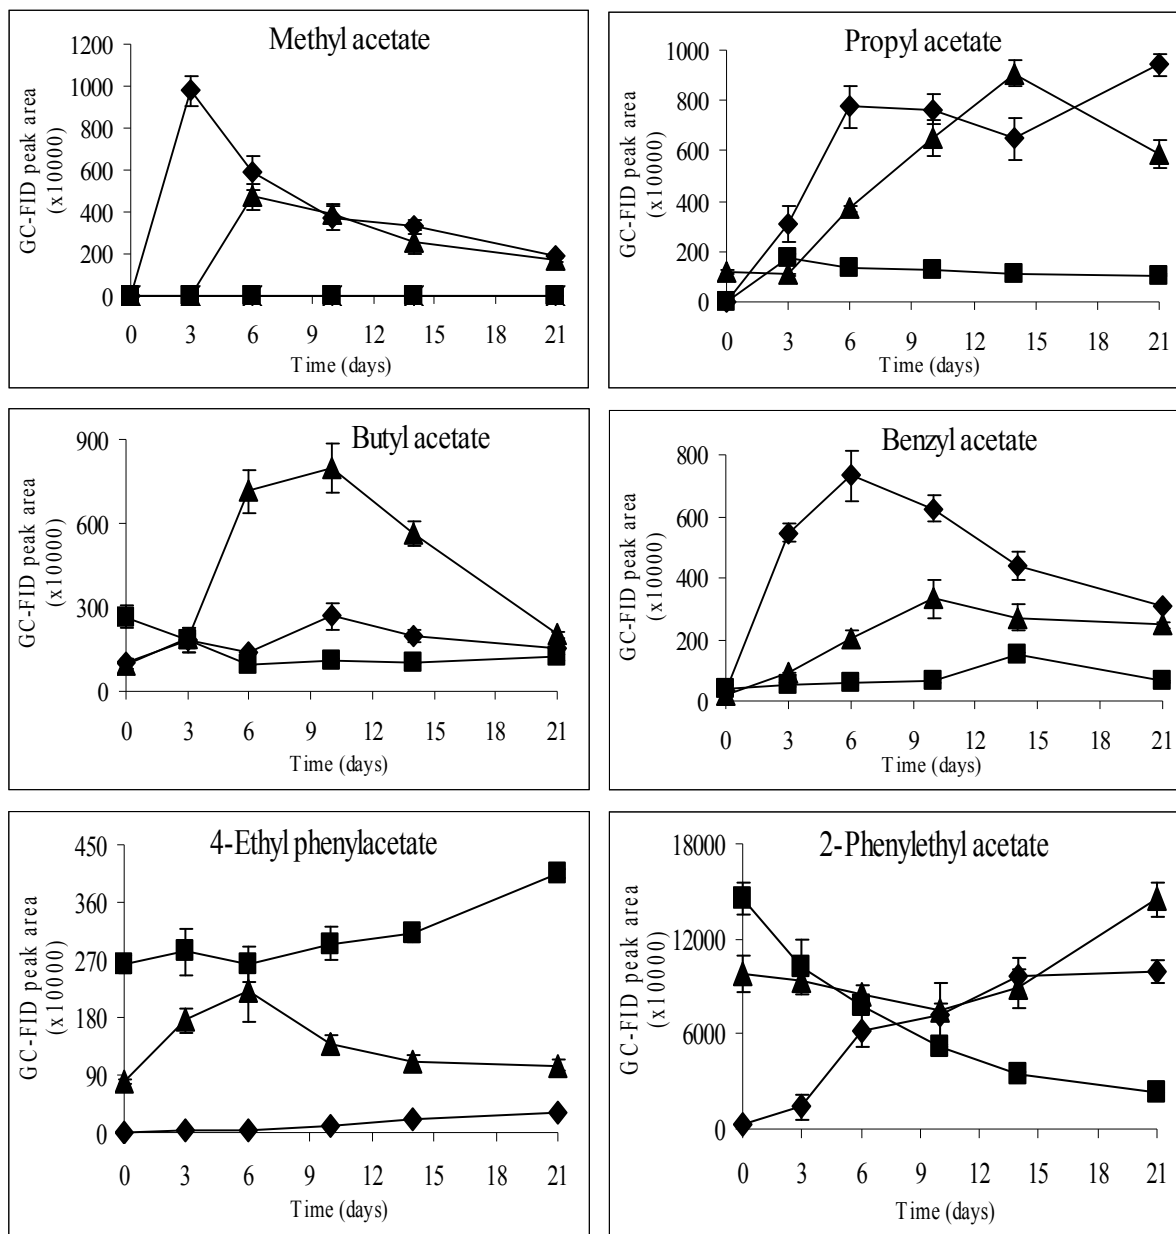 Methyl acetate
GC-FID peak area
(x10000)
1200
1000
800
600
400
200
0
0 3 6 9 12 15 18 21
Time (days)
Propyl acetate
GC-FID peak area
(x10000)
1000
800
600
400
200
0
0 3 6 9 12 15 18 21
Time (days)
Butyl acetate
GC-FID peak area
(x10000)
900
600
300
0
0 3 6 9 12 15 18 21
Time (days)
Benzyl acetate
GC-FID peak area
(x10000)
800
600
400
200
0
0 3 6 9 12 15 18 21
Time (days)
4-Ethyl phenylacetate
GC-FID peak area
(x10000)
450
360
270
180
90
0
0 3 6 9 12 15 18 21
Time (days)
2-Phenylethyl acetate
GC-FID peak area
(x10000)
18000
12000
6000
0
0 3 6 9 12 15 18 21
Time (days)